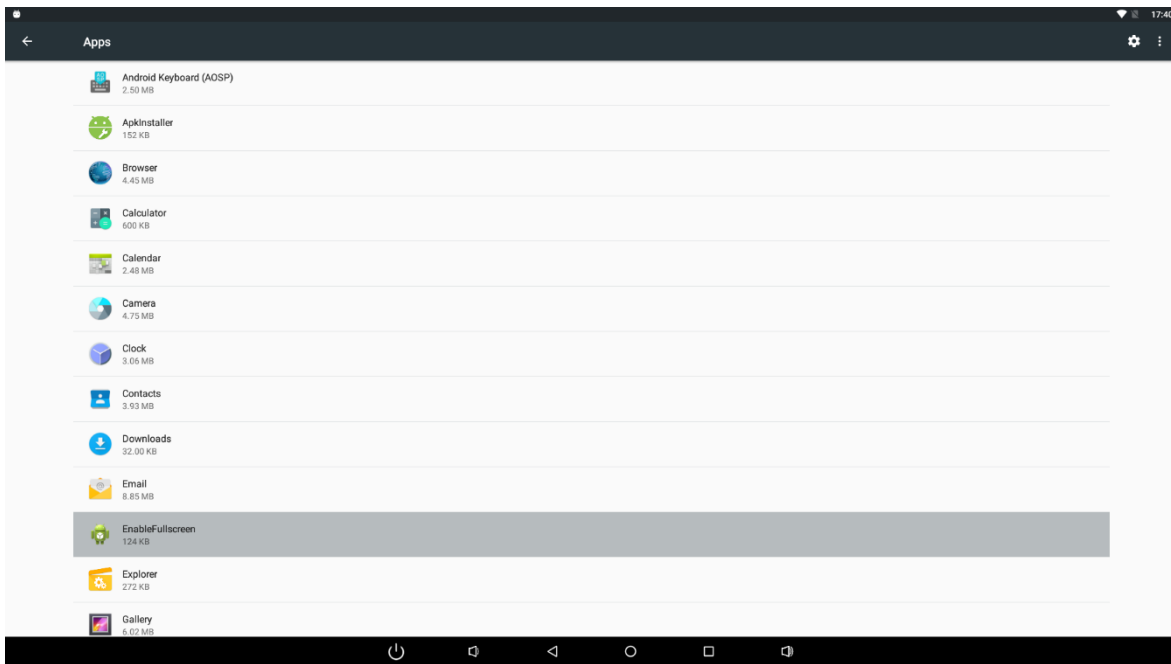 17:40
Apps
Android Keyboard (AOSP)
2.50 MB
ApkInstaller
152 KB
Browser
4.45 MB
Calculator
600 KB
Calendar
2.48 MB
Camera
4.75 MB
Clock
3.06 MB
Contacts
3.93 MB
Downloads
32.00 KB
Email
8.85 MB
EnableFullscreen
124 KB
Explorer
272 KB
Gallery
6.02 MB